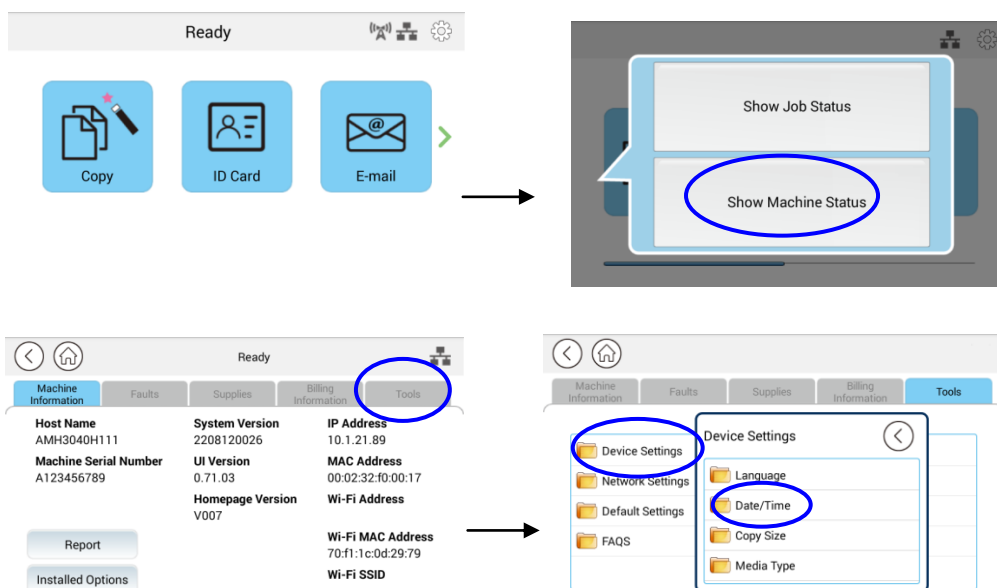 Ready
Copy
ID Card
E-mail
Show Job Status
Show Machine Status
Ready
Machine Information
Faults
Supplies
Billing Information
Tools
Host Name
AMH3040H111
Machine Serial Number
A123456789
System Version
2208120026
UI Version
0.71.03
Homepage Version
V007
IP Address
10.1.21.89
MAC Address
00:02:32:f0:00:17
Wi-Fi Address
Wi-Fi MAC Address
70:f1:1c:0d:29:79
Wi-Fi SSID
Report
Installed Options
Machine Information
Faults
Supplies
Billing Information
Tools
Device Settings
Network Settings
Default Settings
FAQS
Device Settings
Language
Date/Time
Copy Size
Media Type